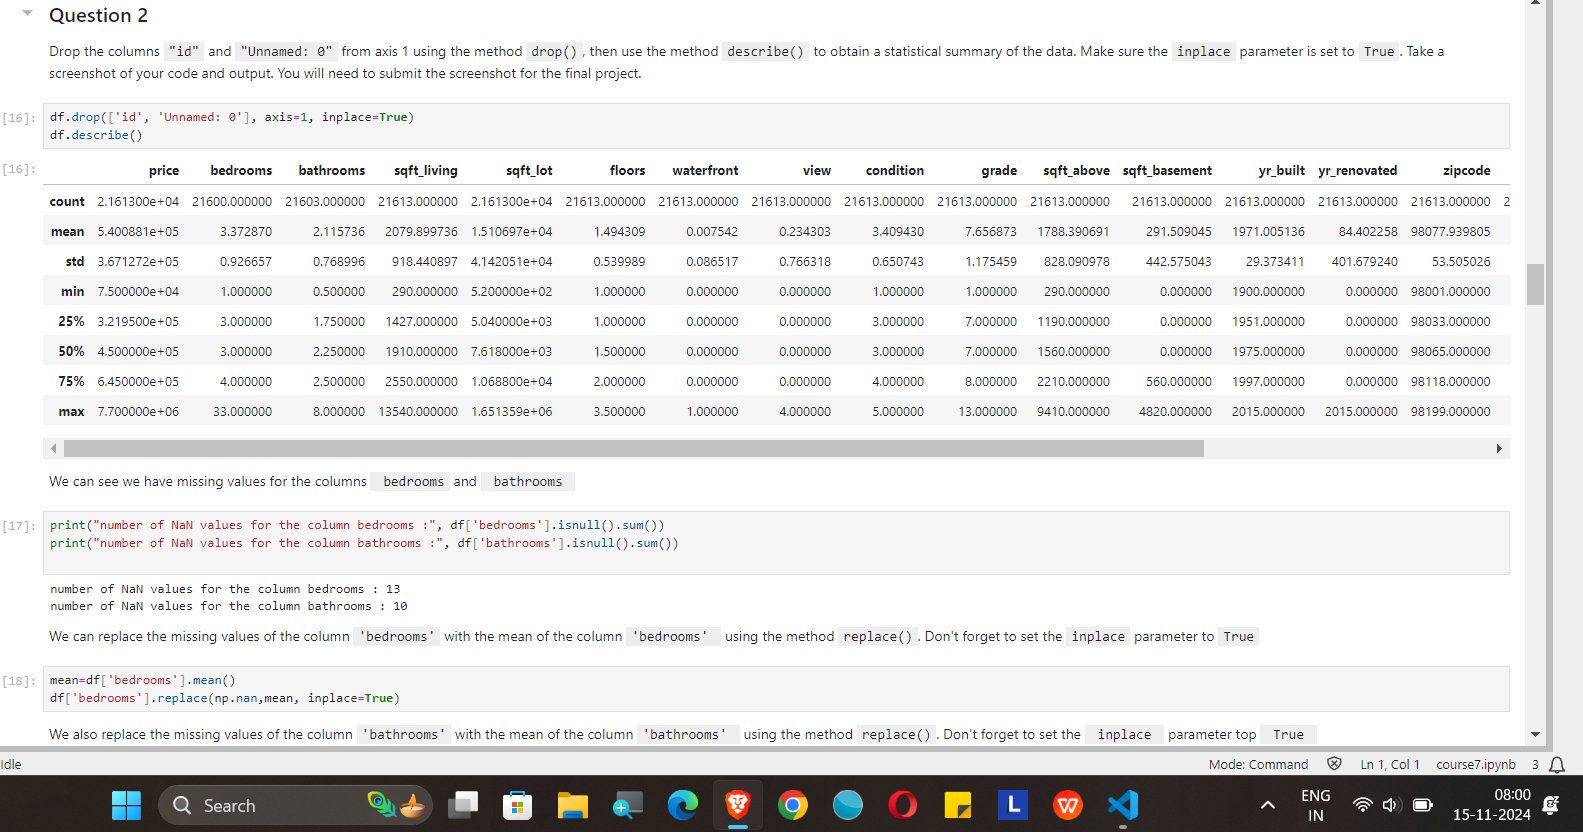 Question 2
Drop the columns "id" and "Unnamed: 0" from axis 1 using the method drop(), then use the method describe() to obtain a statistical summary of the data. Make sure the inplace parameter is set to True. Take a
screenshot of your code and output. You will need to submit the screenshot for the final project.
[16]: df.drop(['id', 'Unnamed: 0'], axis=1, inplace=True)
df.describe()
[16]: price bedrooms bathrooms sqft_living sqft_lot floors waterfront view condition grade sqft_above sqft_basement yr_built yr_renovated zipcode
count 2.161300e+04 21600.000000 21603.000000 21613.000000 2.161300e+04 21613.000000 21613.000000 21613.000000 21613.000000 21613.000000 21613.000000 21613.000000 21613.000000 21613.000000 21613.000000 2
mean 5.400881e+05 3.372870 2.115736 2079.899736 1.510697e+04 1.494309 0.007542 0.234303 3.409430 7.656873 1788.390691 291.509045 1971.005136 84.402258 98077.939805
std 3.671272e+05 0.926657 0.768996 918.440897 4.142051e+04 0.539989 0.086517 0.766318 0.650743 1.175459 828.090978 442.575043 29.373411 401.679240 53.505026
min 7.500000e+04 1.000000 0.500000 290.000000 5.200000e+02 1.000000 0.000000 0.000000 1.000000 1.000000 290.000000 0.000000 1900.000000 0.000000 98001.000000
25% 3.219500e+05 3.000000 1.750000 1427.000000 5.040000e+03 1.000000 0.000000 0.000000 3.000000 7.000000 1190.000000 0.000000 1951.000000 0.000000 98033.000000
50% 4.500000e+05 3.000000 2.250000 1910.000000 7.618000e+03 1.500000 0.000000 0.000000 3.000000 7.000000 1560.000000 0.000000 1975.000000 0.000000 98065.000000
75% 6.450000e+05 4.000000 2.500000 2550.000000 1.068800e+04 2.000000 0.000000 0.000000 4.000000 8.000000 2210.000000 560.000000 1997.000000 0.000000 98118.000000
max 7.700000e+06 33.000000 8.000000 13540.000000 1.651359e+06 3.500000 1.000000 4.000000 5.000000 13.000000 9410.000000 4820.000000 2015.000000 2015.000000 98199.000000
We can see we have missing values for the columns bedrooms and bathrooms
[17]: print("number of NaN values for the column bedrooms :", df['bedrooms'].isnull().sum())
print("number of NaN values for the column bathrooms :", df['bathrooms'].isnull().sum())
number of NaN values for the column bedrooms : 13
number of NaN values for the column bathrooms : 10
We can replace the missing values of the column 'bedrooms' with the mean of the column 'bedrooms' using the method replace(). Don't forget to set the inplace parameter to True
[18]: mean=df['bedrooms'].mean()
df['bedrooms'].replace(np.nan,mean, inplace=True)
We also replace the missing values of the column 'bathrooms' with the mean of the column 'bathrooms' using the method replace(). Don't forget to set the inplace parameter top True
Idle Mode: Command Ln 1, Col 1 course7.ipynb 3
Search L W ENG 08:00
IN 15-11-2024